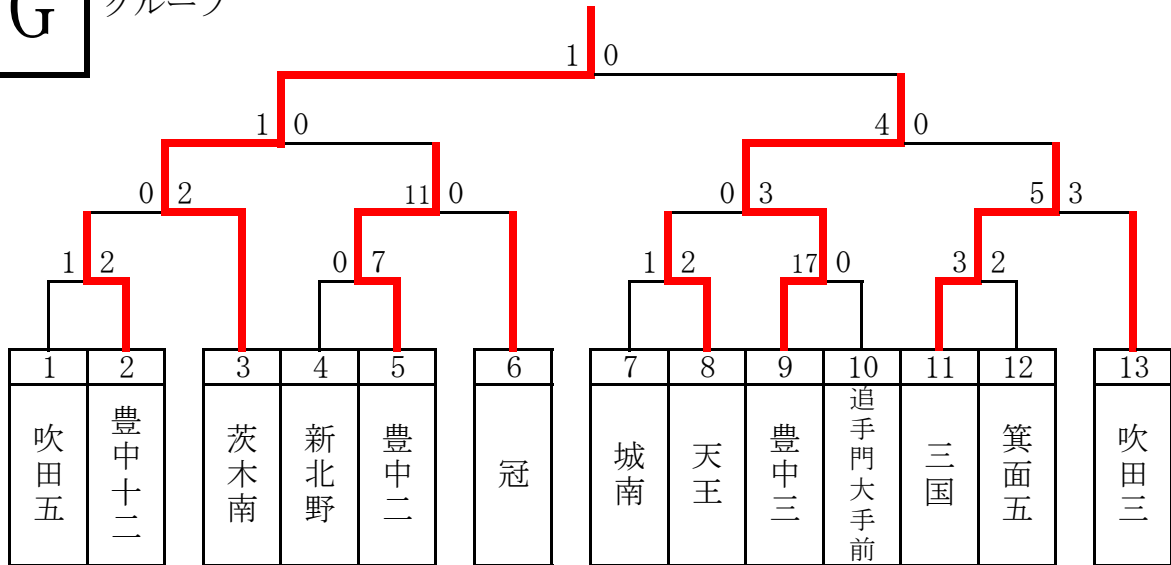 G グループ
1 0
1 0 4 0
0 2 11 0 0 3 5 3
1 2 0 7 1 2 17 0 3 2
1 2 3 4 5 6 7 8 9 10 11 12 13
吹田五
豊中十二
茨木南
新北野
豊中二
冠
城南
天王
豊中三
追手門大手前
三国
箕面五
吹田三